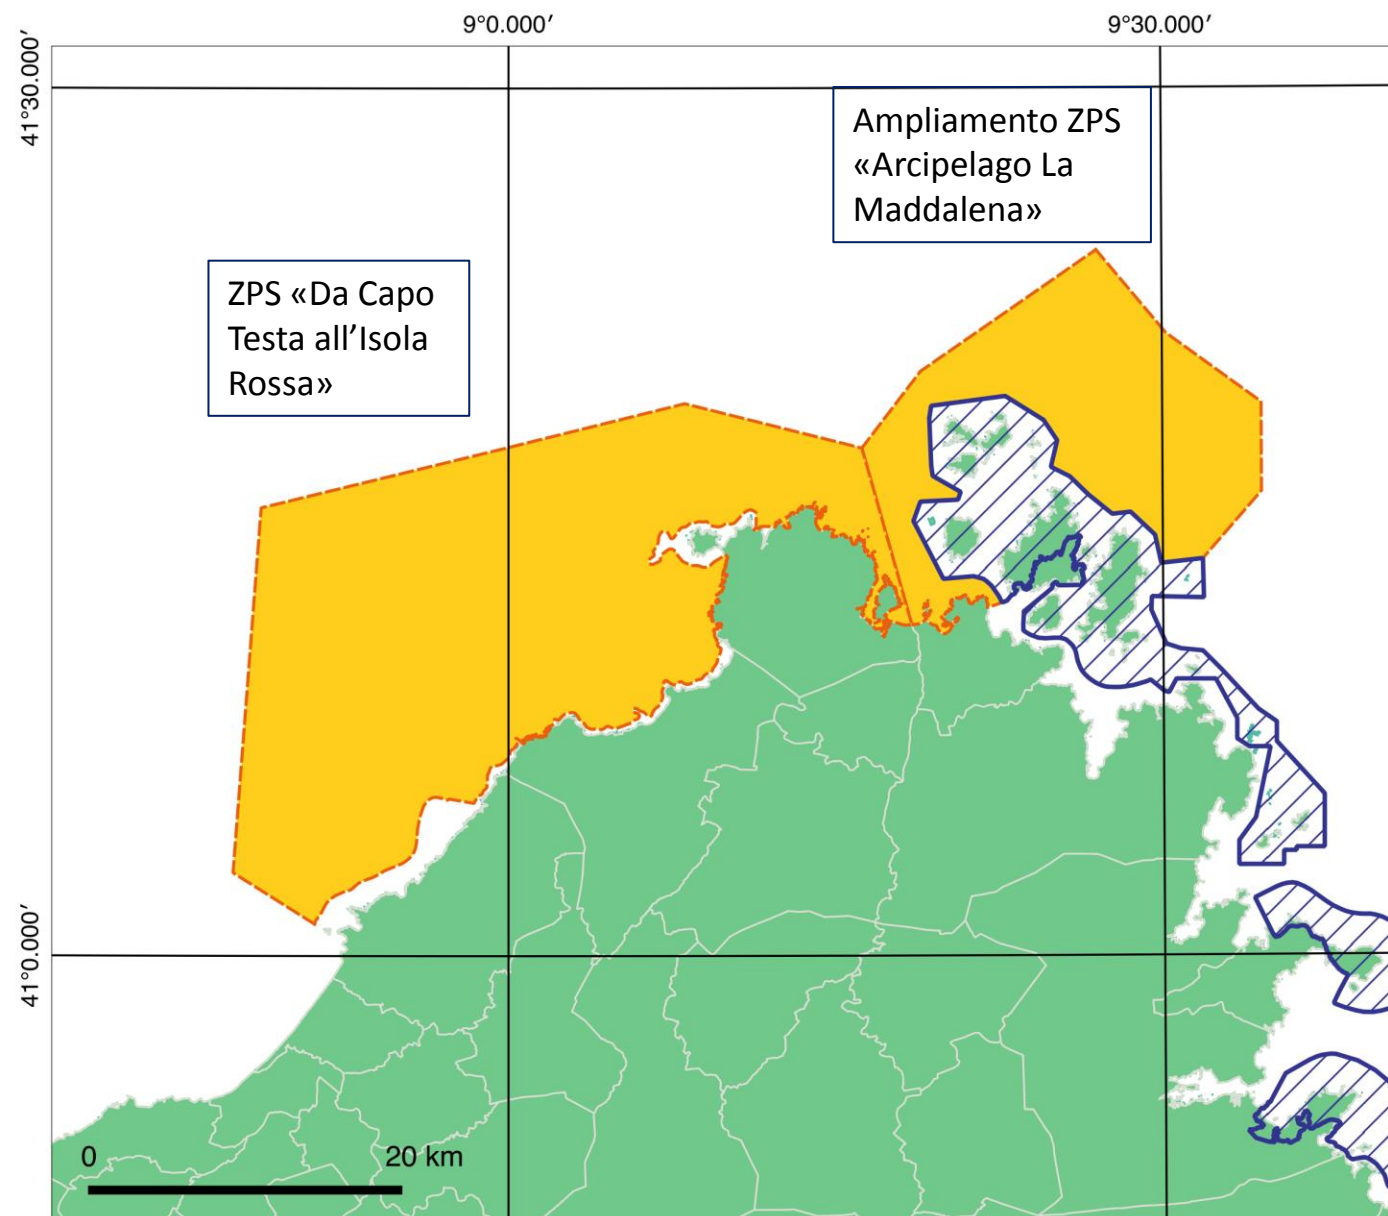 9°0.000′
9°30.000′
41°30.000′
Ampliamento ZPS
«Arcipelago La
Maddalena»
ZPS «Da Capo
Testa all’Isola
Rossa»
41°0.000′
0
20 km